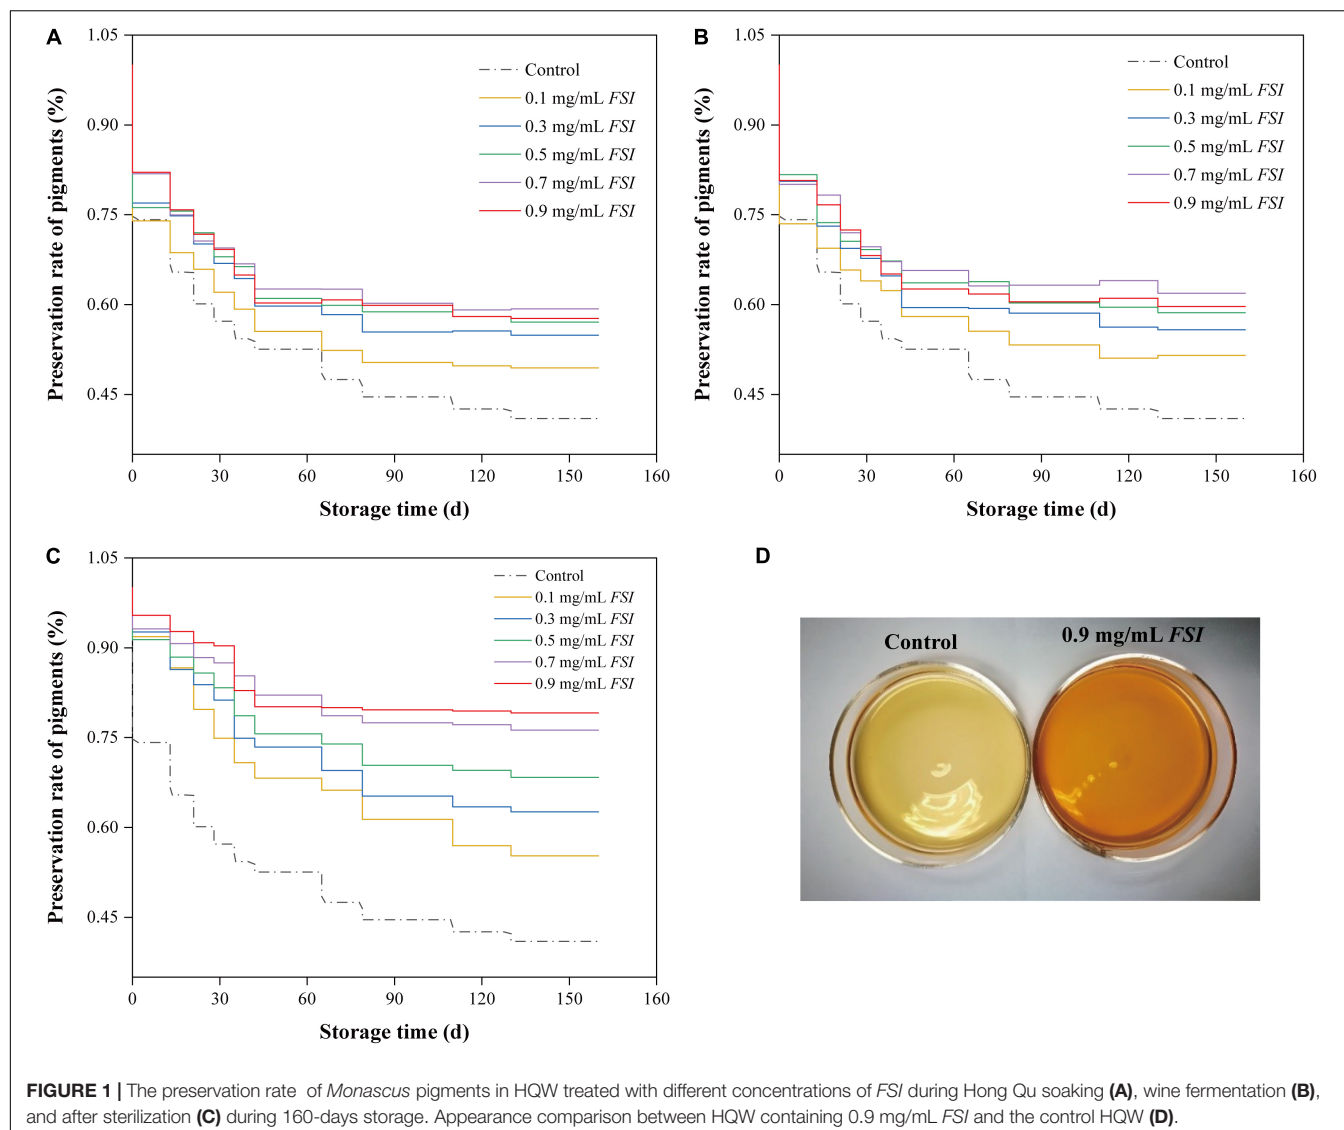 A
Preservation rate of pigments (%)
1.05
0.90
0.75
0.60
0.45
0 30 60 90 120 150 160
Storage time (d)
Control
0.1 mg/mL FSI
0.3 mg/mL FSI
0.5 mg/mL FSI
0.7 mg/mL FSI
0.9 mg/mL FSI
B
Preservation rate of pigments (%)
1.05
0.90
0.75
0.60
0.45
0 30 60 90 120 150 160
Storage time (d)
Control
0.1 mg/mL FSI
0.3 mg/mL FSI
0.5 mg/mL FSI
0.7 mg/mL FSI
0.9 mg/mL FSI
C
Preservation rate of pigments (%)
1.05
0.90
0.75
0.60
0.45
0 30 60 90 120 150 160
Storage time (d)
Control
0.1 mg/mL FSI
0.3 mg/mL FSI
0.5 mg/mL FSI
0.7 mg/mL FSI
0.9 mg/mL FSI
D
Control
0.9 mg/mL FSI
FIGURE 1 | The preservation rate of Monascus pigments in HQW treated with different concentrations of FSI during Hong Qu soaking (A), wine fermentation (B),
and after sterilization (C) during 160-days storage. Appearance comparison between HQW containing 0.9 mg/mL FSI and the control HQW (D).